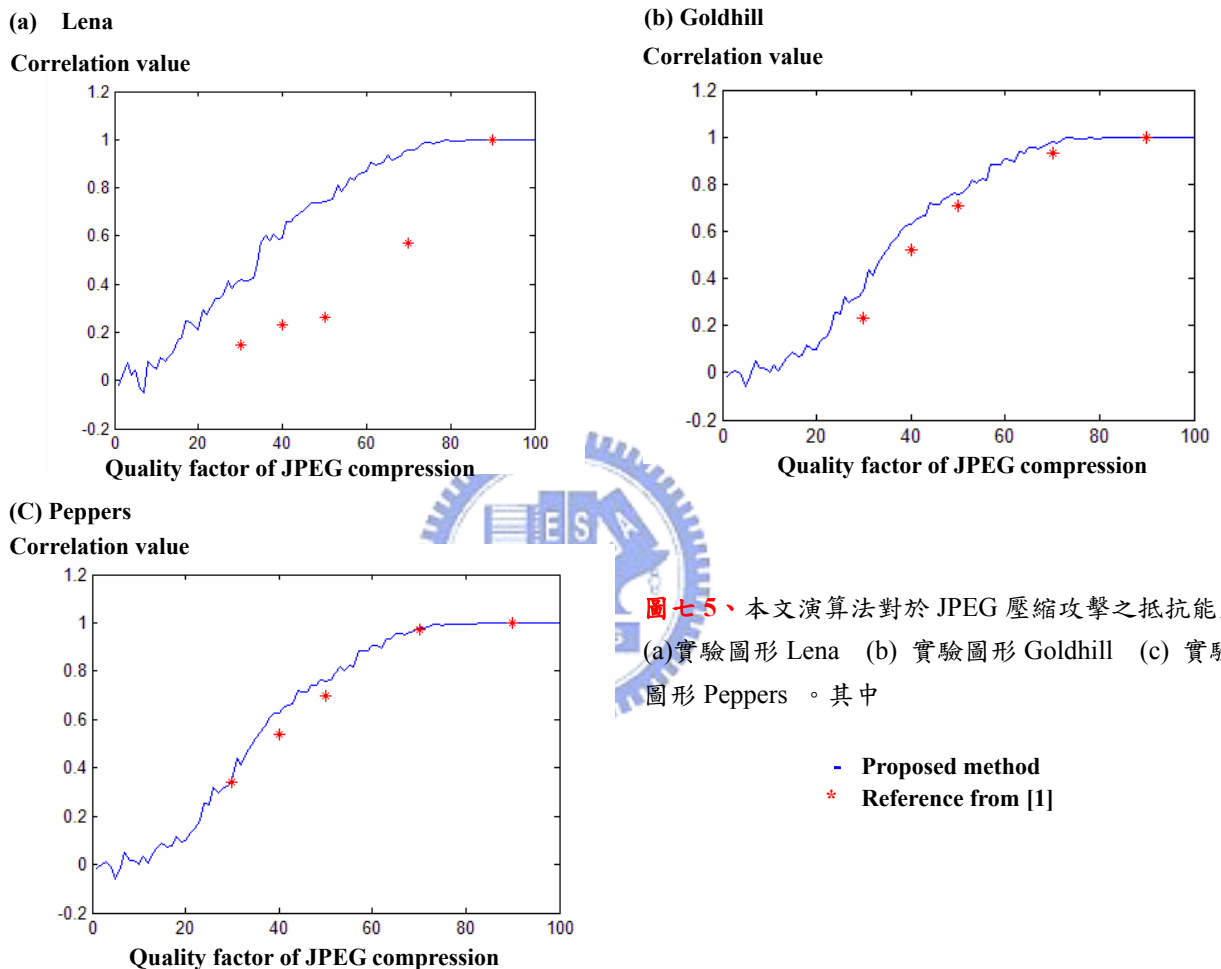 (a) Lena
Correlation value
1.2
1
0.8
0.6
0.4
0.2
0
-0.2
0 20 40 60 80 100
Quality factor of JPEG compression
(b) Goldhill
Correlation value
1.2
1
0.8
0.6
0.4
0.2
0
-0.2
0 20 40 60 80 100
Quality factor of JPEG compression
(C) Peppers
Correlation value
1.2
1
0.8
0.6
0.4
0.2
0
-0.2
0 20 40 60 80 100
Quality factor of JPEG compression
ESA
圖七 5、本文演算法對於 JPEG 壓縮攻擊之抵抗能
(a)實驗圖形 Lena (b) 實驗圖形 Goldhill (c) 實驗
圖形 Peppers 。其中
- Proposed method
* Reference from [1]